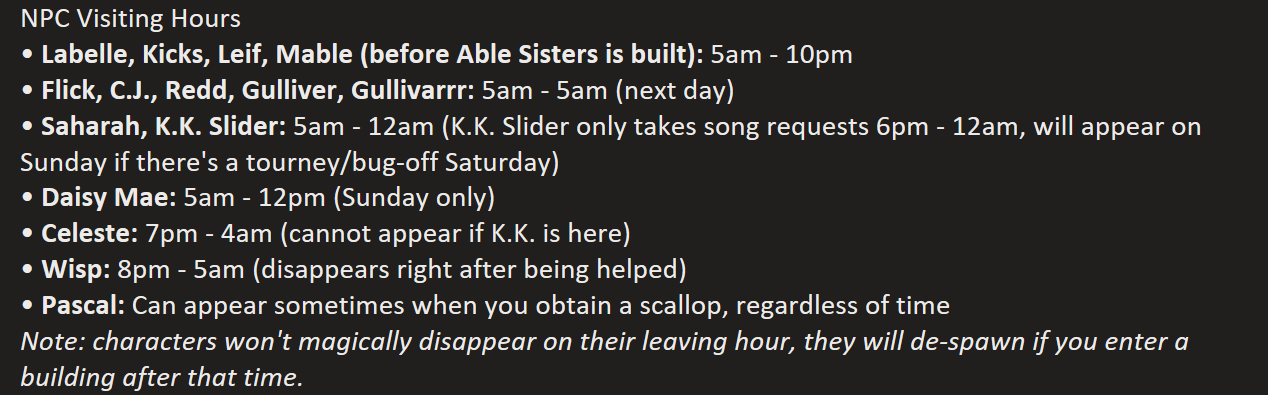 NPC Visiting Hours
• Labelle, Kicks, Leif, Mable (before Able Sisters is built): 5am - 10pm
• Flick, C.J., Redd, Gulliver, Gullivarrr: 5am - 5am (next day)
• Saharah, K.K. Slider: 5am - 12am (K.K. Slider only takes song requests 6pm - 12am, will appear on
Sunday if there's a tourney/bug-off Saturday)
• Daisy Mae: 5am - 12pm (Sunday only)
• Celeste: 7pm - 4am (cannot appear if K.K. is here)
• Wisp: 8pm - 5am (disappears right after being helped)
• Pascal: Can appear sometimes when you obtain a scallop, regardless of time
Note: characters won't magically disappear on their leaving hour, they will de-spawn if you enter a
building after that time.